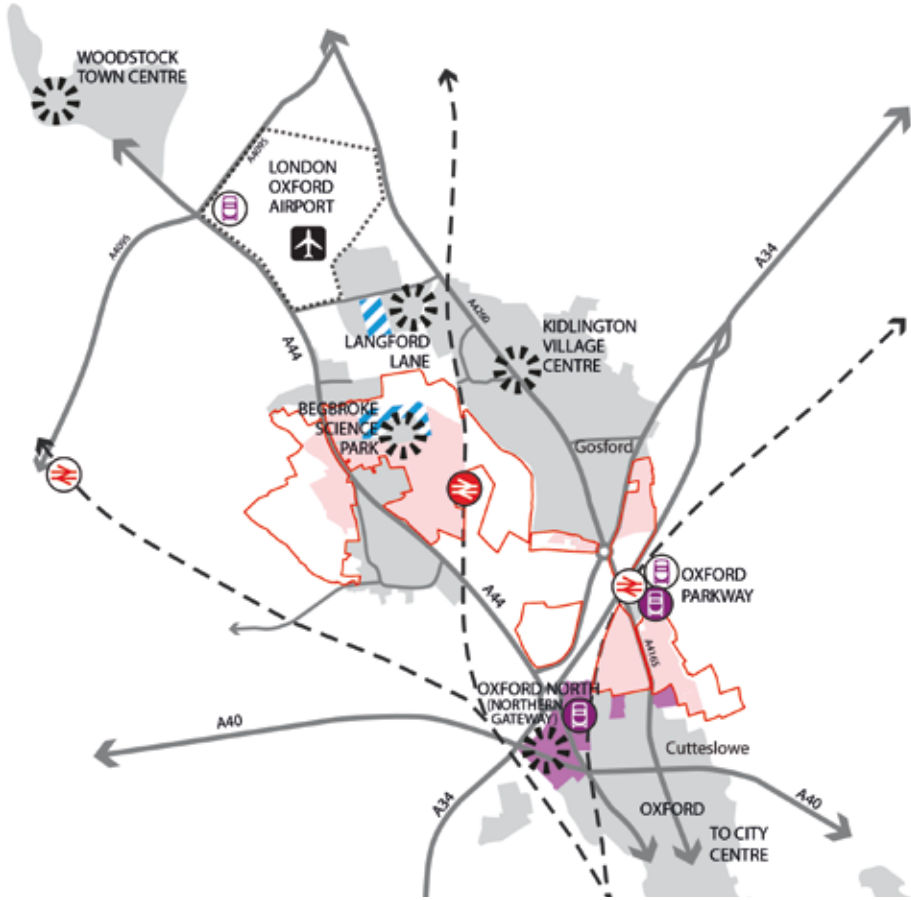 WOODSTOCK
TOWN CENTRE
A4095
LONDON
OXFORD
AIRPORT
A4095
A34
A4260
A44
LANGFORD
LANE
KIDLINGTON
VILLAGE
CENTRE
BEGBROKE
SCIENCE
PARK
Gosford
OXFORD
PARKWAY
A44
A4165
OXFORD NORTH
(NORTHERN
GATEWAY)
A40
Cutteslowe
A34
OXFORD
A40
TO CITY
CENTRE